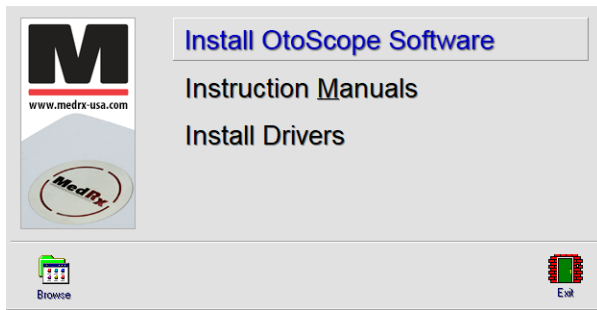 M
www.medrx-usa.com
MedRx
Install OtoScope Software
Instruction Manuals
Install Drivers
Browse
Exit